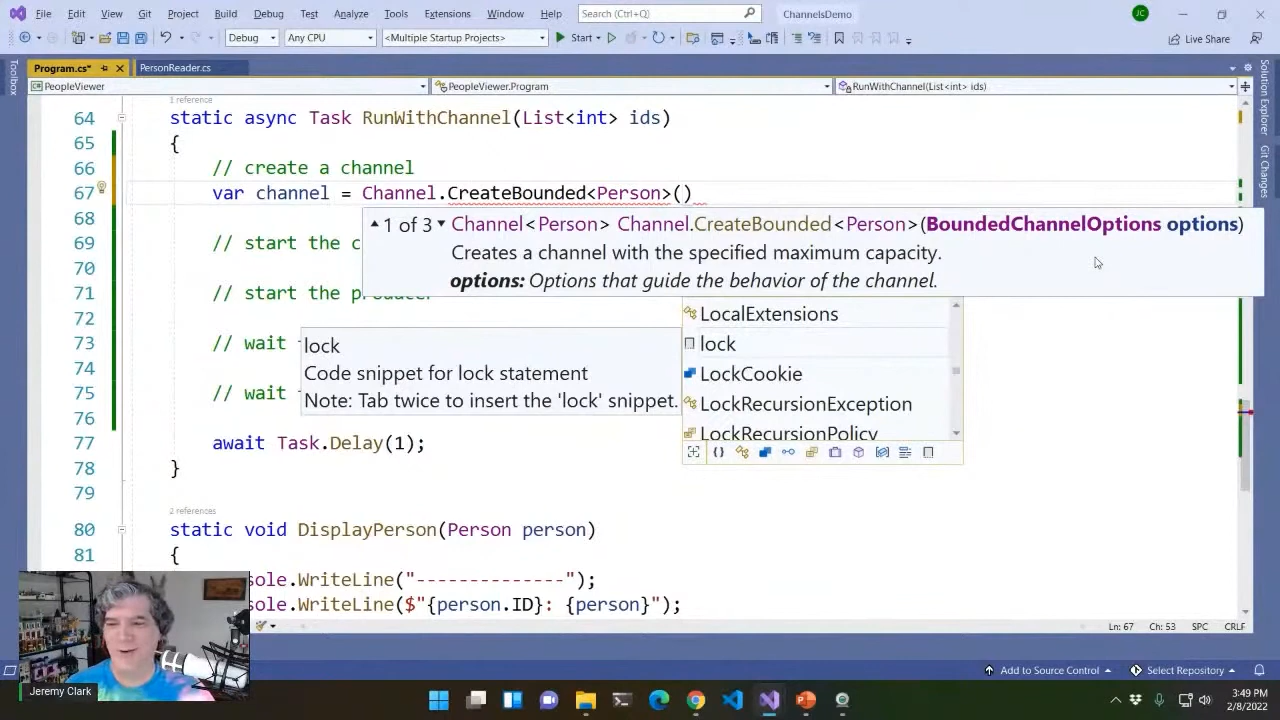 File Edit View Git Project Build Debug Test Analyze Tools Extensions Window Help Search (Ctrl+Q) ChannelsDemo JC
Debug Any CPU <Multiple Startup Projects> Start Live Share
Toolbox
Program.cs* PersonReader.cs
PeopleViewer PeopleViewer.Program RunWithChannel(List<int> ids)
Solution Explorer
Git Changes
1 reference
64 static async Task RunWithChannel(List<int> ids)
65 {
66 // create a channel
67 var channel = Channel.CreateBounded<Person>()
1 of 3 Channel<Person> Channel.CreateBounded<Person>(BoundedChannelOptions options)
68
Creates a channel with the specified maximum capacity.
69 // start the c
options: Options that guide the behavior of the channel.
70
71 // start the producer
72
LocalExtensions
73 // wait
lock
Code snippet for lock statement
Note: Tab twice to insert the 'lock' snippet.
lock
LockCookie
LockRecursionException
LockRecursionPolicy
74
75 // wait
76
77 await Task.Delay(1);
78 }
79
2 references
80 static void DisplayPerson(Person person)
81 {
sole.WriteLine("--------------");
sole.WriteLine($"{person.ID}: {person}");
Ln: 67 Ch: 53 SPC CRLF
Add to Source Control Select Repository
Jeremy Clark
3:49 PM
2/8/2022